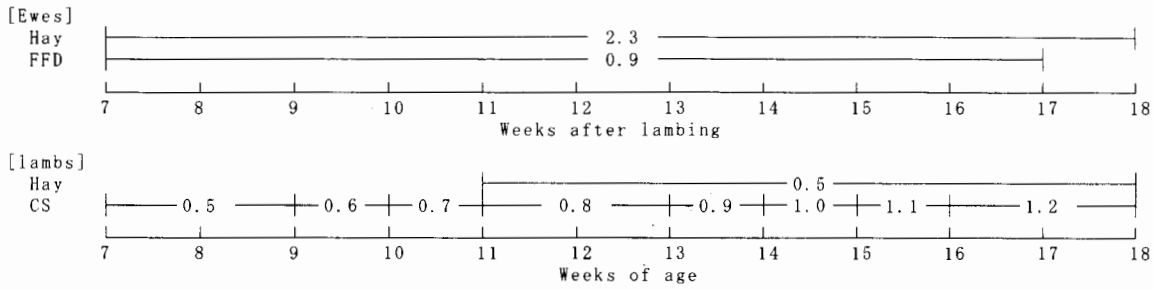 [Ewes]
Hay 2.3
FFD 0.9
7 8 9 10 11 12 13 14 15 16 17 18
Weeks after lambing
[lambs]
Hay 0.5
CS 0.5 0.6 0.7 0.8 0.9 1.0 1.1 1.2
7 8 9 10 11 12 13 14 15 16 17 18
Weeks of age